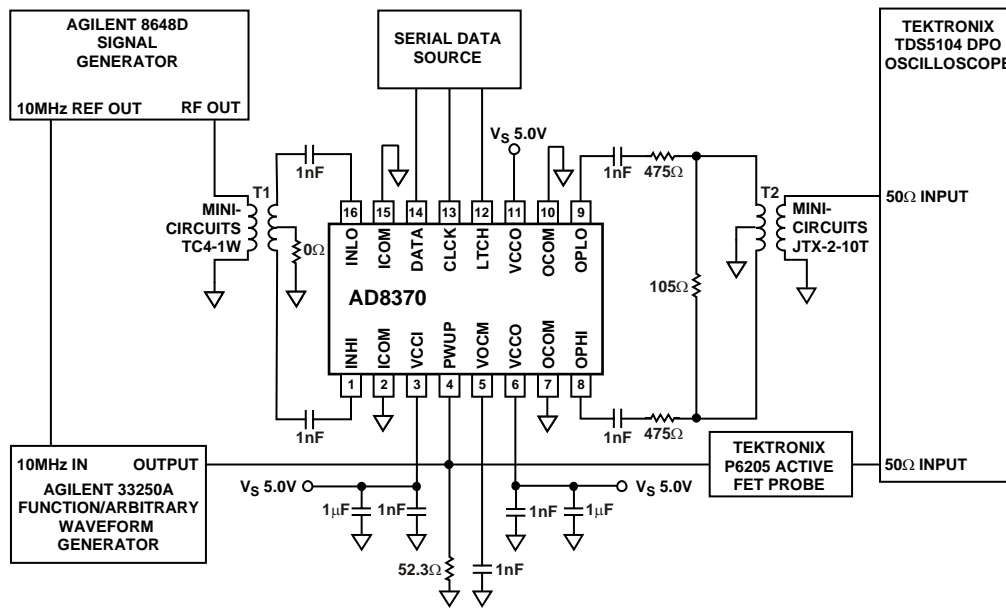 AGILENT 8648D
SIGNAL
GENERATOR
10MHz REF OUT RF OUT
SERIAL DATA
SOURCE
TEKTRONIX
TDS5104 DPO
OSCILLOSCOPE
50Ω INPUT
50Ω INPUT
T1
MINI-
CIRCUITS
TC4-1W
0Ω
1nF
1nF
VS 5.0V
16 15 14 13 12 11 10 9
INLO ICOM DATA CLCK LTCH VCCO OCOM OPLO
AD8370
INHI ICOM VCCI PWUP VOCM VCCO OCOM OPHI
1 2 3 4 5 6 7 8
1nF
475Ω
105Ω
1nF
475Ω
T2
MINI-
CIRCUITS
JTX-2-10T
10MHz IN OUTPUT
AGILENT 33250A
FUNCTION/ARBITRARY
WAVEFORM
GENERATOR
TEKTRONIX
P6205 ACTIVE
FET PROBE
VS 5.0V
1μF
1nF
VS 5.0V
1nF
1μF
52.3Ω
1nF